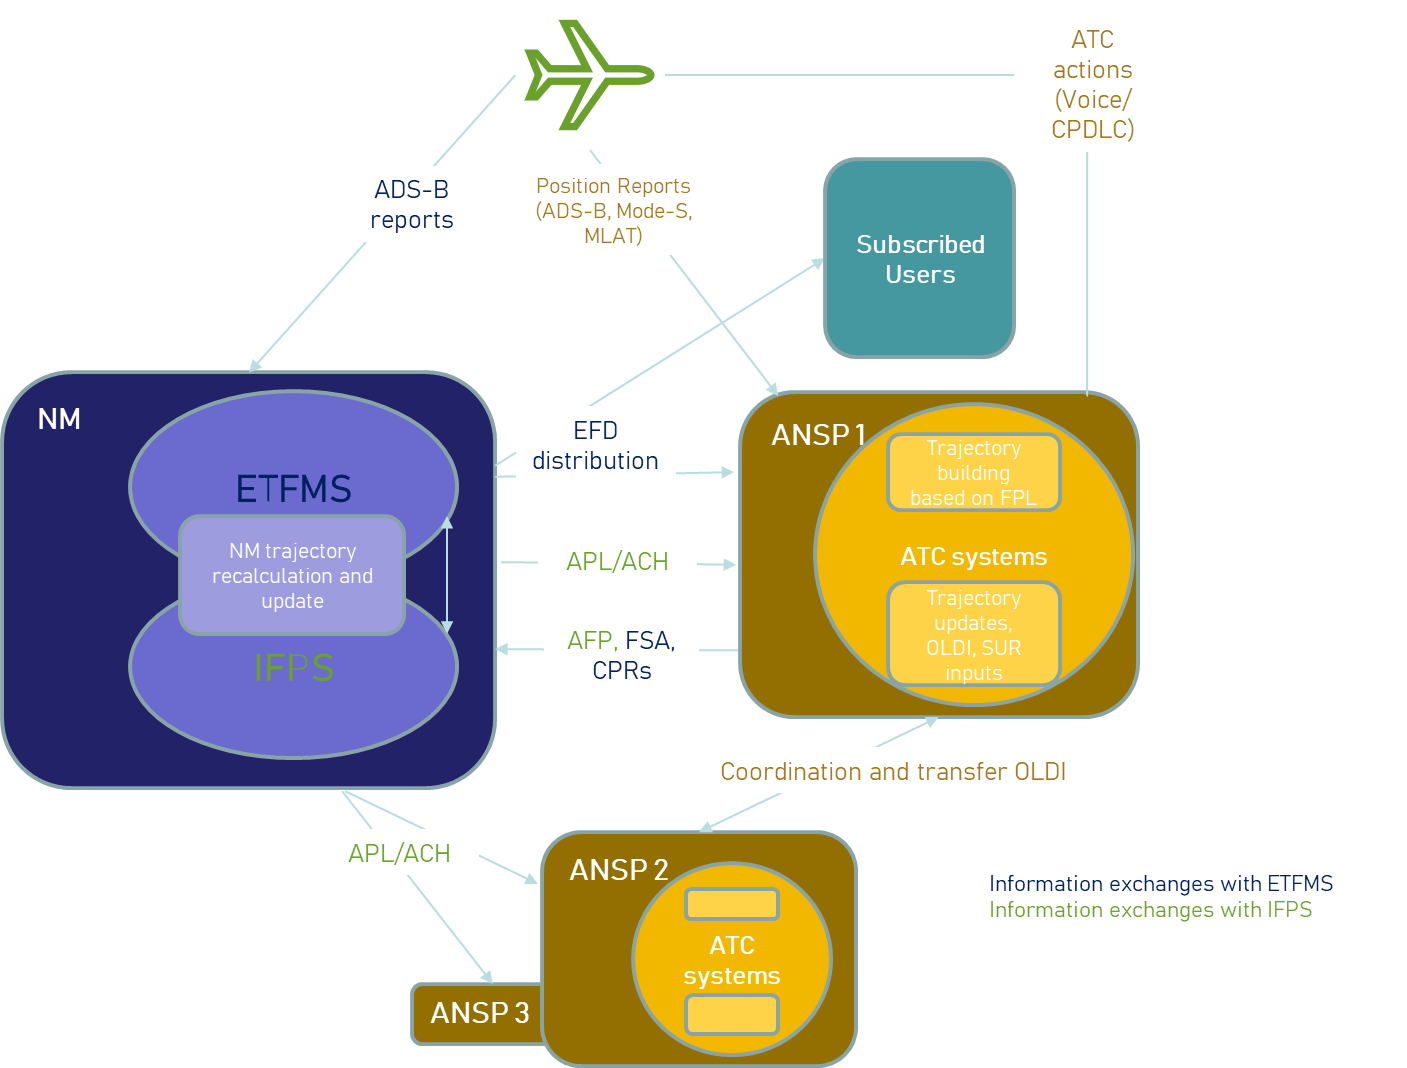 ATC
actions
(Voice/
CPDLC)
ADS-B
reports
Position Reports
(ADS-B, Mode-S,
MLAT)
Subscribed
Users
NM
ETFMS
NM trajectory
recalculation and
update
IFPS
EFD
distribution
APL/ACH
AFP, FSA,
CPRs
ANSP 1
Trajectory
building
based on FPL
ATC systems
Trajectory
updates,
OLDI, SUR
inputs
Coordination and transfer OLDI
APL/ACH
ANSP 2
ATC
systems
ANSP 3
Information exchanges with ETFMS
Information exchanges with IFPS